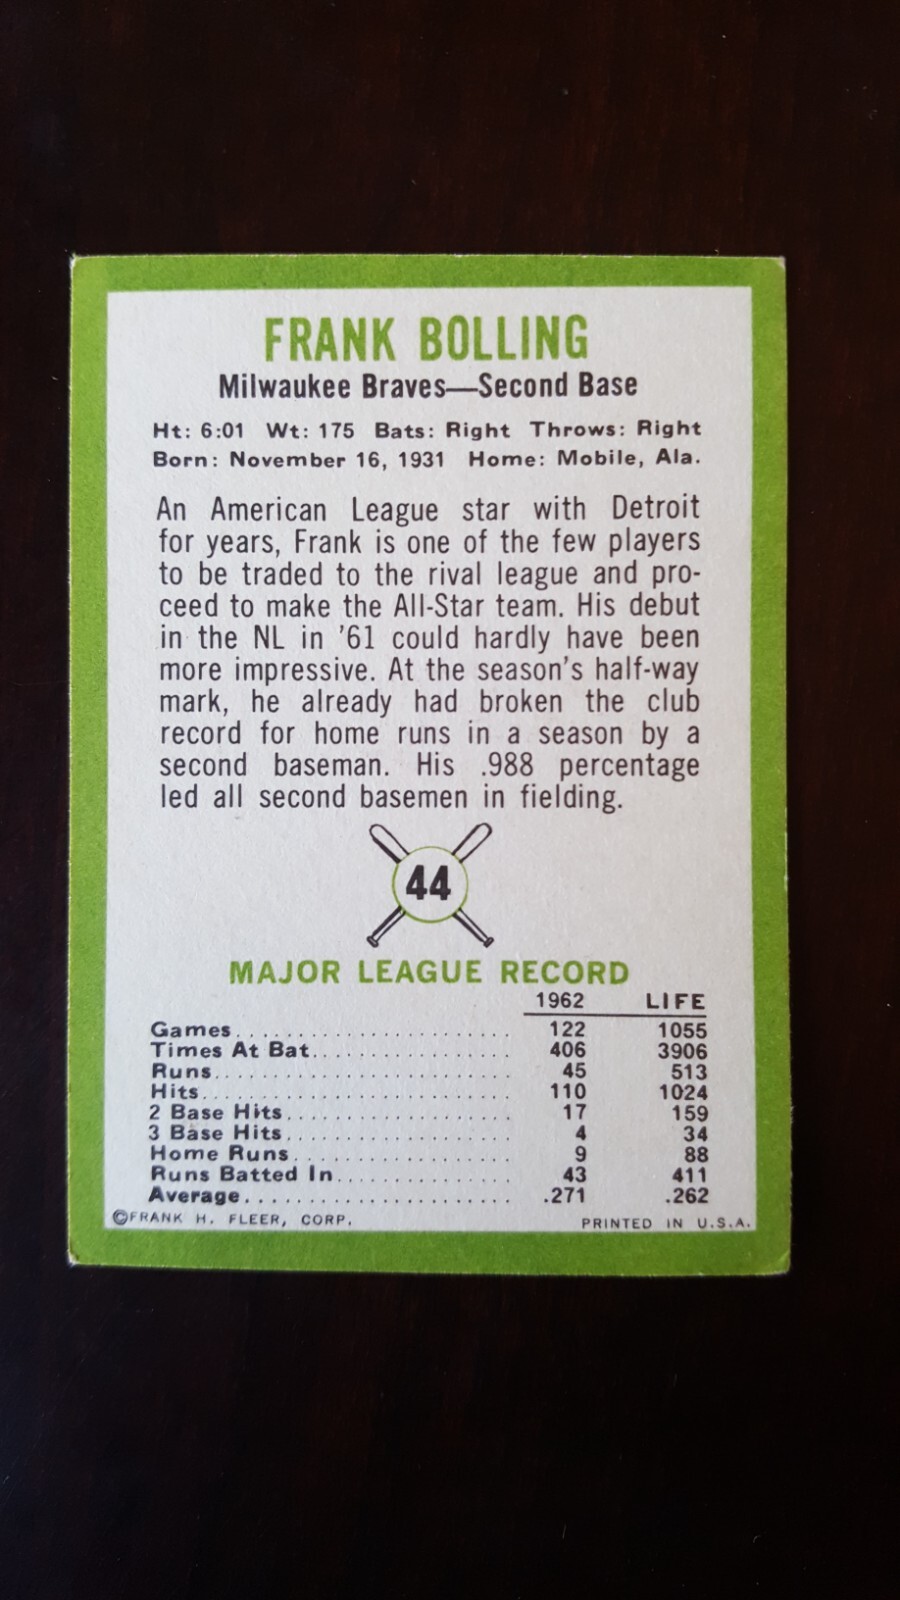 FRANK BOLLING
Milwaukee Braves—Second Base
Ht: 6:01 Wt: 175 Bats: Right Throws: Right
Born: November 16, 1931 Home: Mobile, Ala.
An American League star with Detroit
for years, Frank is one of the few players
to be traded to the rival league and pro-
ceed to make the All-Star team. His debut
in the NL in '61 could hardly have been
more impressive. At the season's half-way
mark, he already had broken the club
record for home runs in a season by a
second baseman. His .988 percentage
led all second basemen in fielding.
44
MAJOR LEAGUE RECORD
1962 LIFE
Games 122 1055
Times At Bat 406 3906
Runs 45 513
Hits 110 1024
2 Base Hits 17 159
3 Base Hits 4 34
Home Runs 9 88
Runs Batted In 43 411
Average .271 .262
©FRANK H. FLEER, CORP. PRINTED IN U.S.A.